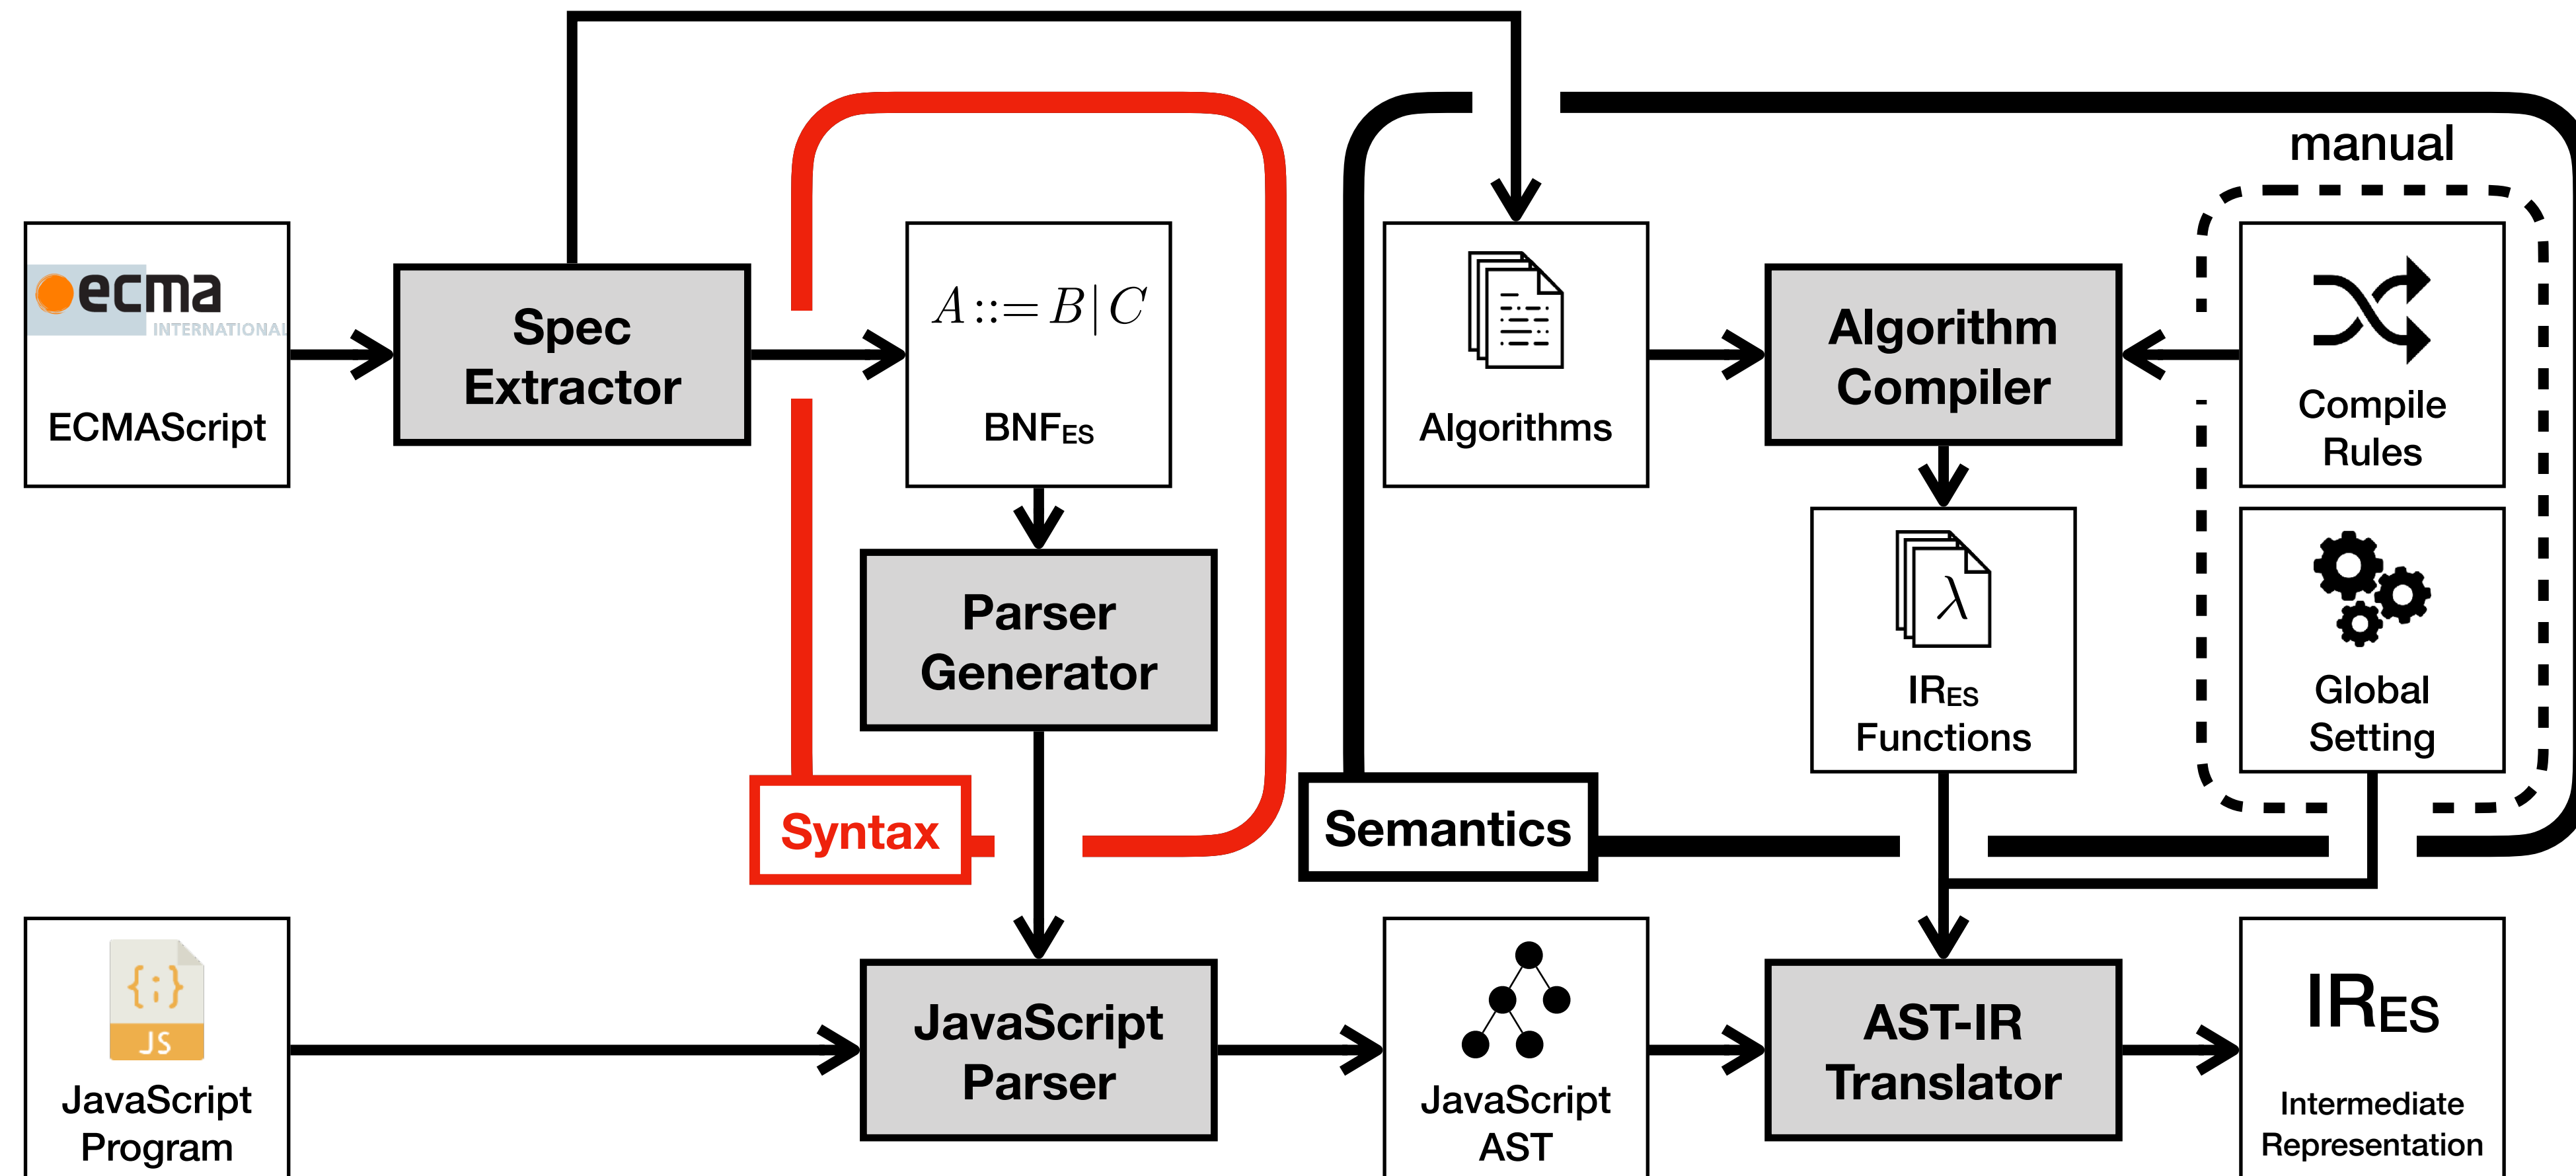 manual
ecma
INTERNATIONAL
ECMAScript
Spec
Extractor
A ::= B | C
BNFES
Algorithms
Algorithm
Compiler
Compile
Rules
Parser
Generator
λ
IRES
Functions
Global
Setting
Syntax
Semantics
{;}
JS
JavaScript
Program
JavaScript
Parser
JavaScript
AST
AST-IR
Translator
IRES
Intermediate
Representation